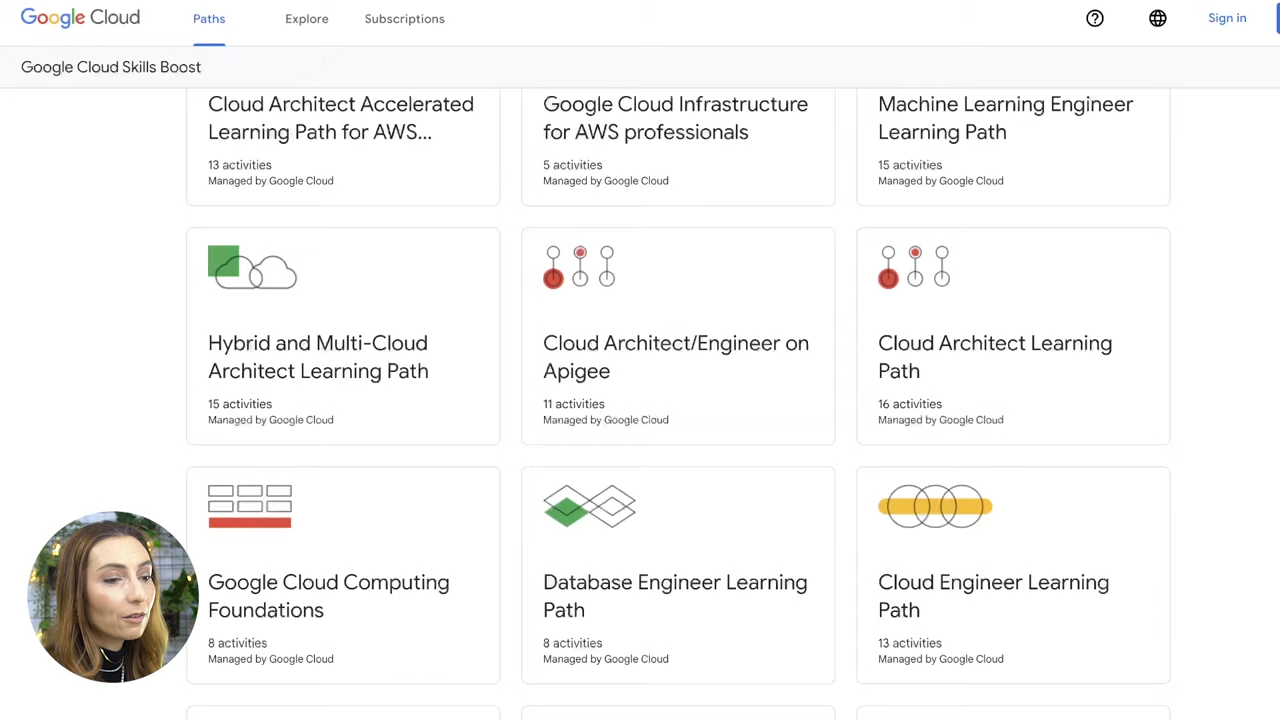 Google Cloud
Paths
Explore
Subscriptions
Sign in
Google Cloud Skills Boost
Cloud Architect Accelerated
Learning Path for AWS...
13 activities
Managed by Google Cloud
Google Cloud Infrastructure
for AWS professionals
5 activities
Managed by Google Cloud
Machine Learning Engineer
Learning Path
15 activities
Managed by Google Cloud
Hybrid and Multi-Cloud
Architect Learning Path
15 activities
Managed by Google Cloud
Cloud Architect/Engineer on
Apigee
11 activities
Managed by Google Cloud
Cloud Architect Learning
Path
16 activities
Managed by Google Cloud
Google Cloud Computing
Foundations
8 activities
Managed by Google Cloud
Database Engineer Learning
Path
8 activities
Managed by Google Cloud
Cloud Engineer Learning
Path
13 activities
Managed by Google Cloud